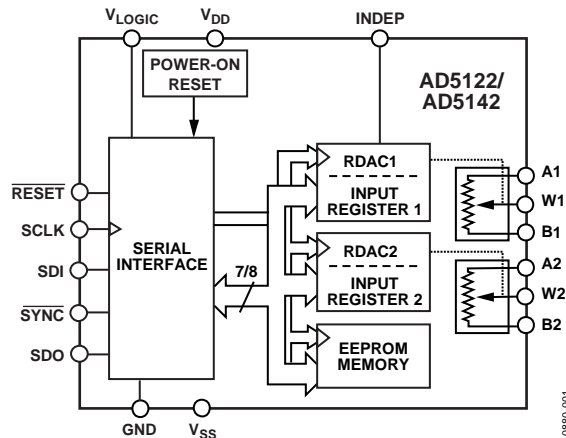 VLOGIC
VDD
INDEP
POWER-ON
RESET
AD5122/
AD5142
RDAC1
INPUT
REGISTER 1
A1
W1
B1
RESET
SCLK
SDI
SYNC
SDO
SERIAL
INTERFACE
7/8
RDAC2
INPUT
REGISTER 2
A2
W2
B2
EEPROM
MEMORY
GND
VSS